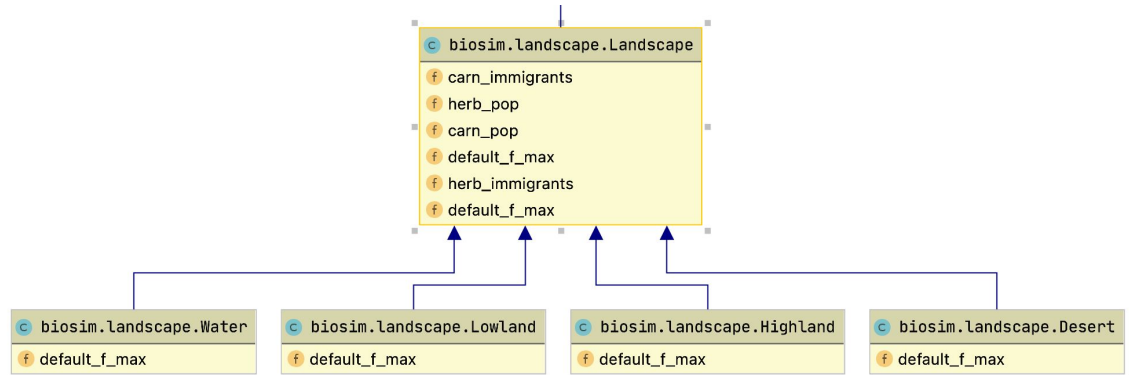 C biosim.landscape.Landscape
f carn_immigrants
f herb_pop
f carn_pop
f default_f_max
f herb_immigrants
f default_f_max
C biosim.landscape.Water
f default_f_max
C biosim.landscape.Lowland
f default_f_max
C biosim.landscape.Highland
f default_f_max
C biosim.landscape.Desert
f default_f_max